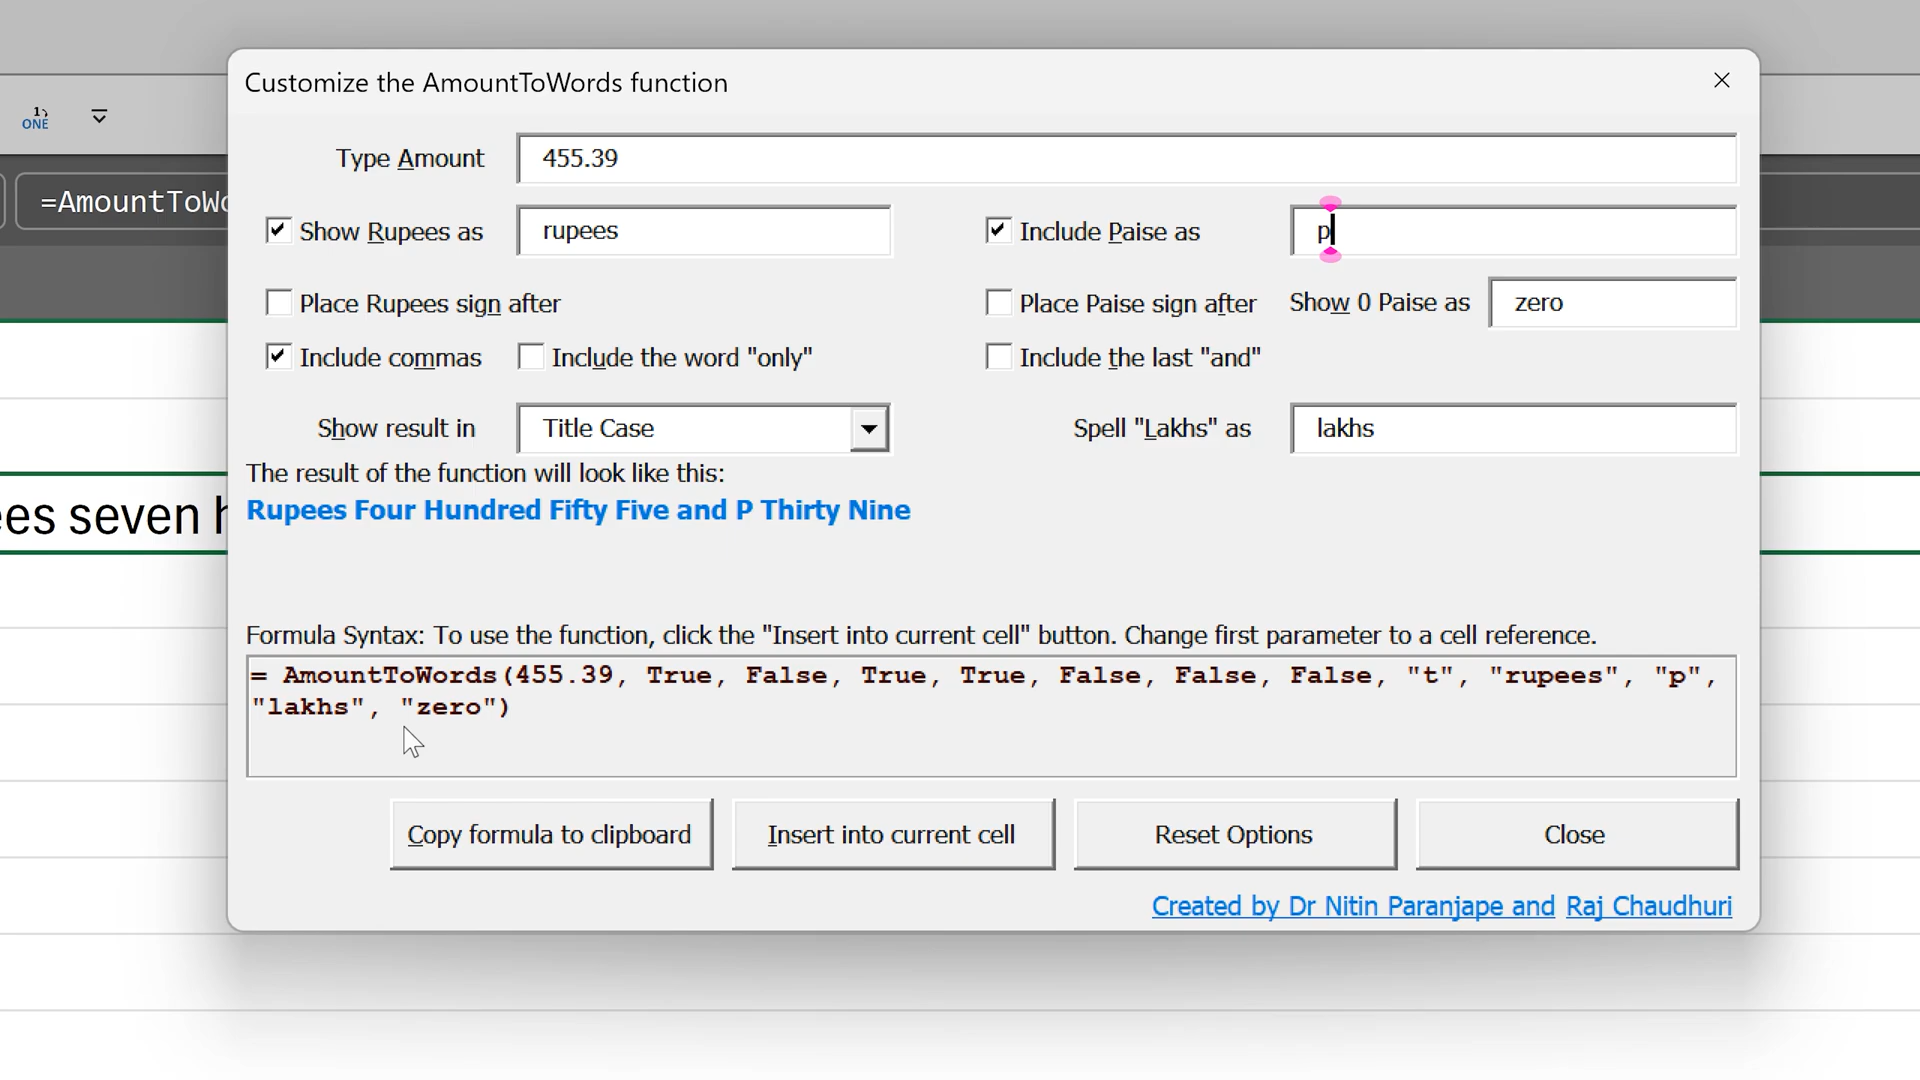 Customize the AmountToWords function
1
ONE
Type Amount 455.39
=AmountToWo
Show Rupees as rupees Include Paise as p
Place Rupees sign after Place Paise sign after Show 0 Paise as zero
Include commas Include the word "only" Include the last "and"
Show result in Title Case Spell "Lakhs" as lakhs
The result of the function will look like this:
Rupees Four Hundred Fifty Five and P Thirty Nine
es seven h
Formula Syntax: To use the function, click the "Insert into current cell" button. Change first parameter to a cell reference.
= AmountToWords(455.39, True, False, True, True, False, False, False, "t", "rupees", "p",
"lakhs", "zero")
Copy formula to clipboard Insert into current cell Reset Options Close
Created by Dr Nitin Paranjape and Raj Chaudhuri